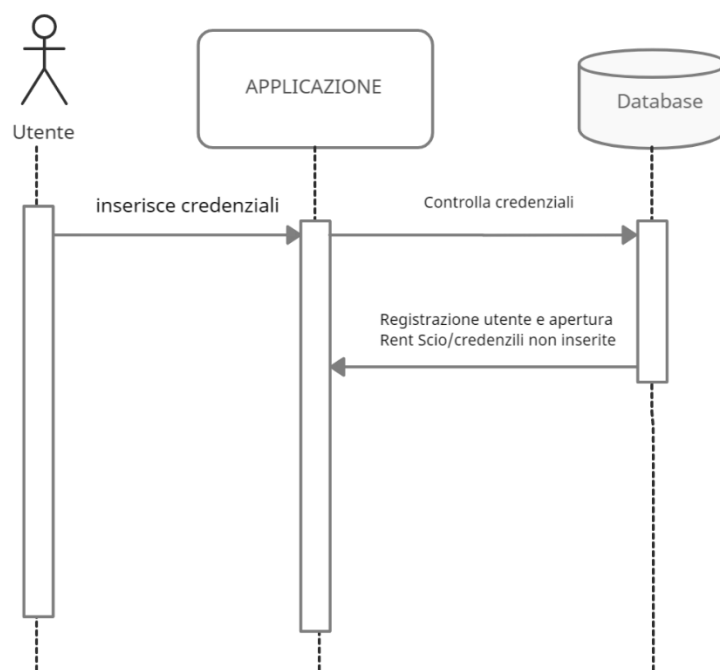 APPLICAZIONE
Database
Utente
inserisce credenziali
Controlla credenziali
Registrazione utente e apertura
Rent Scio/credenzili non inserite